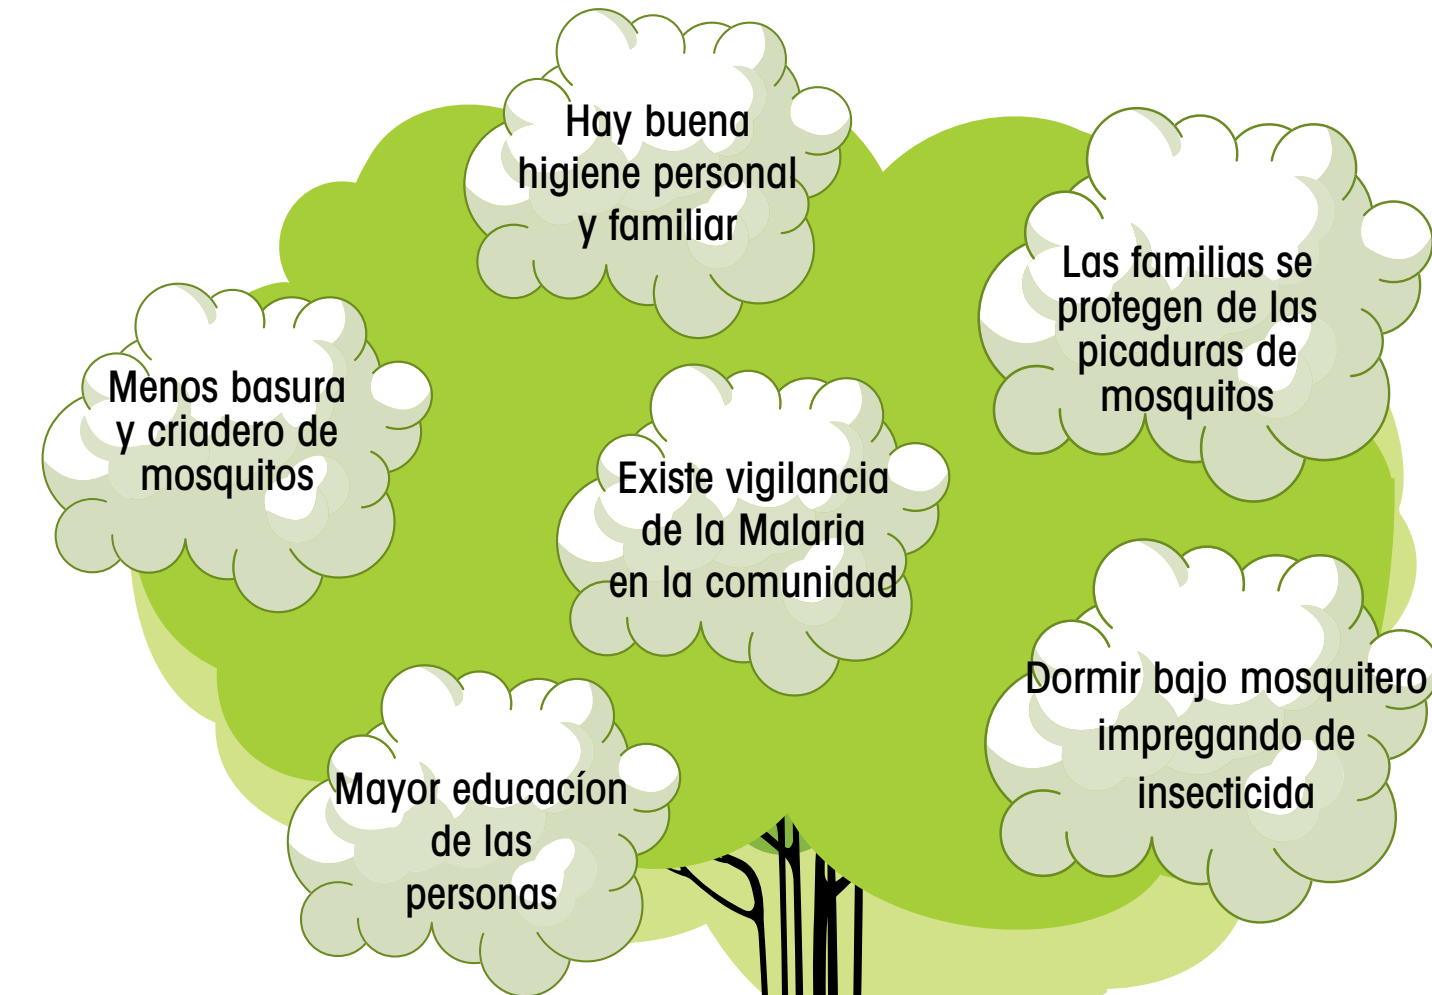 Hay buena
higiene personal
y familiar
Las familias se
protegen de las
picaduras de
mosquitos
Menos basura
y criadero de
mosquitos
Existe vigilancia
de la Malaria
en la comunidad
Dormir bajo mosquitero
impregando de
insecticida
Mayor educacíon
de las
personas